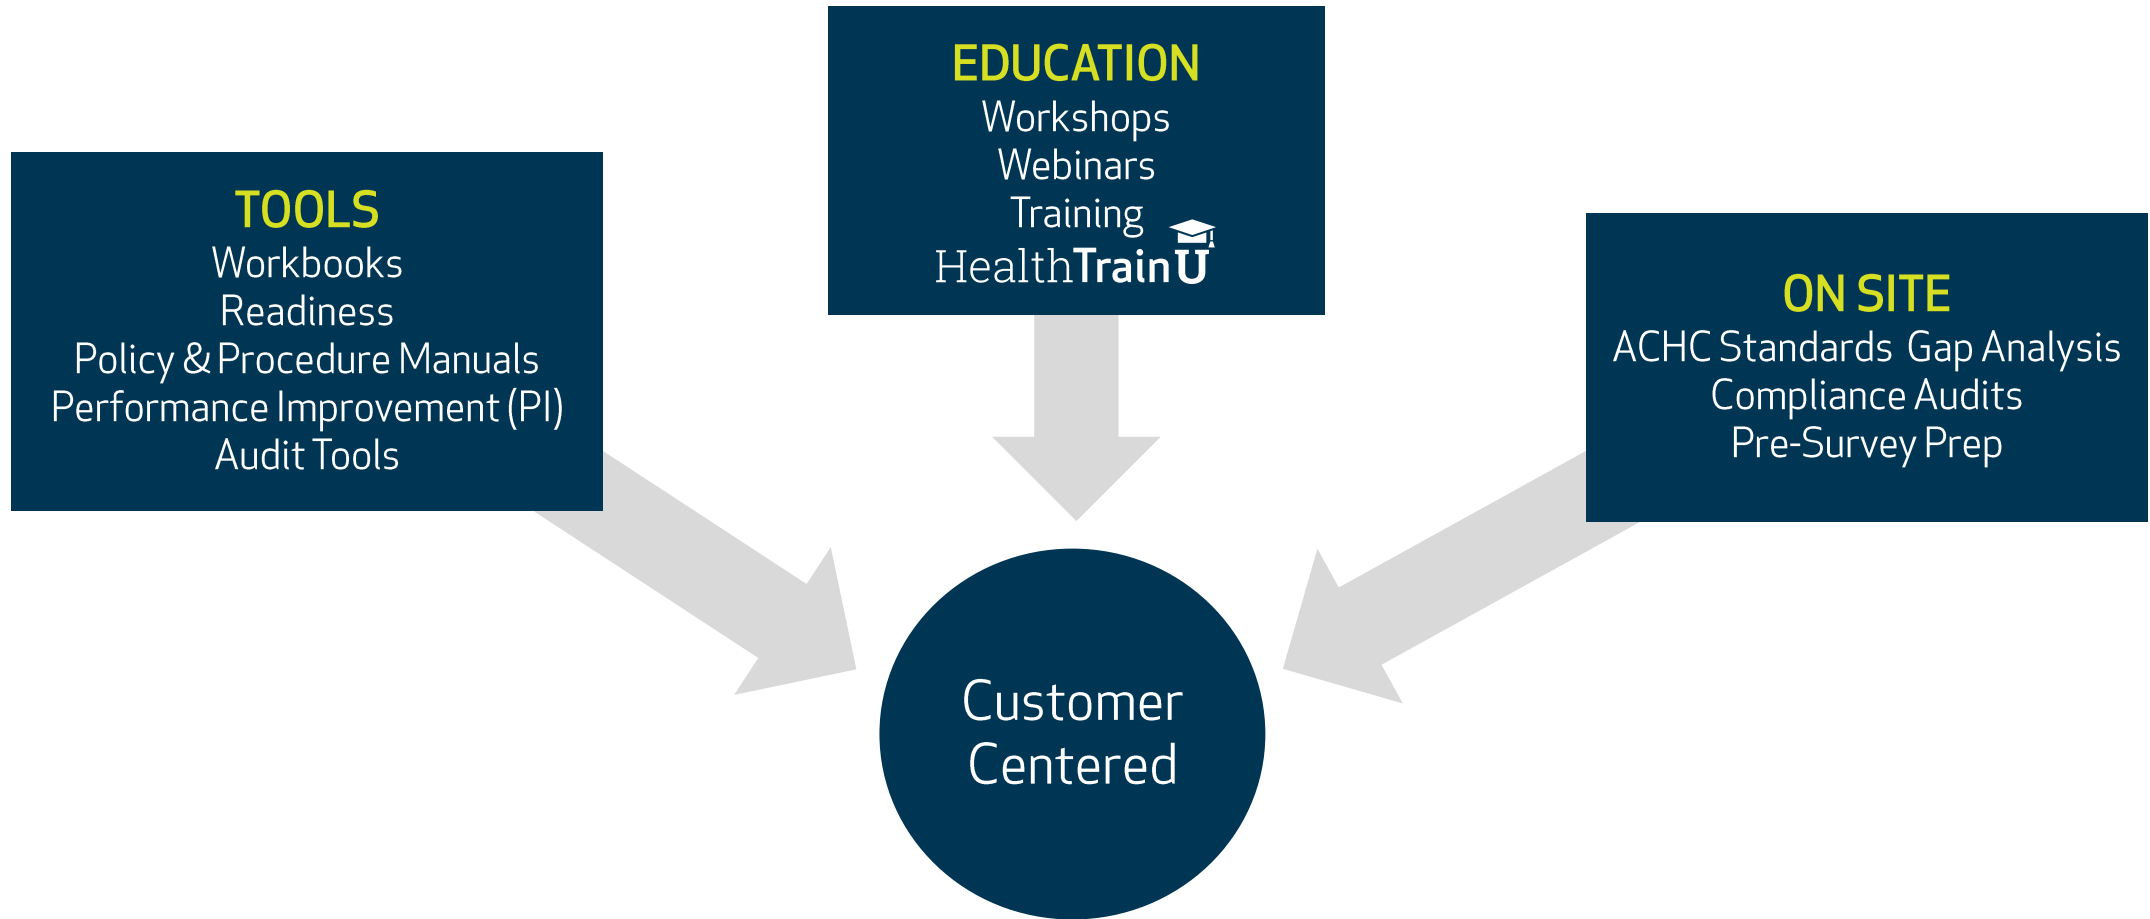 TOOLS
Workbooks
Readiness
Policy & Procedure Manuals
Performance Improvement (PI)
Audit Tools
EDUCATION
Workshops
Webinars
Training
HealthTrainU
ON SITE
ACHC Standards Gap Analysis
Compliance Audits
Pre-Survey Prep
Customer
Centered